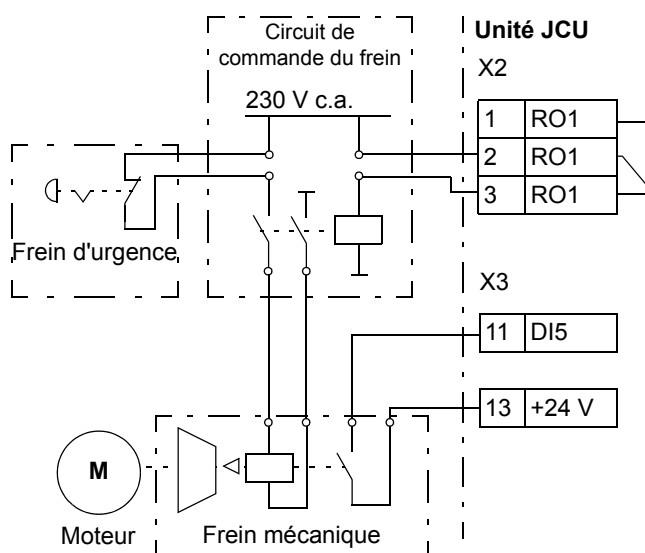 Circuit de
commande du frein
230 V c.a.
Unité JCU
X2
1 RO1
2 RO1
3 RO1
Frein d'urgence
X3
11 DI5
13 +24 V
M
Moteur
Frein mécanique